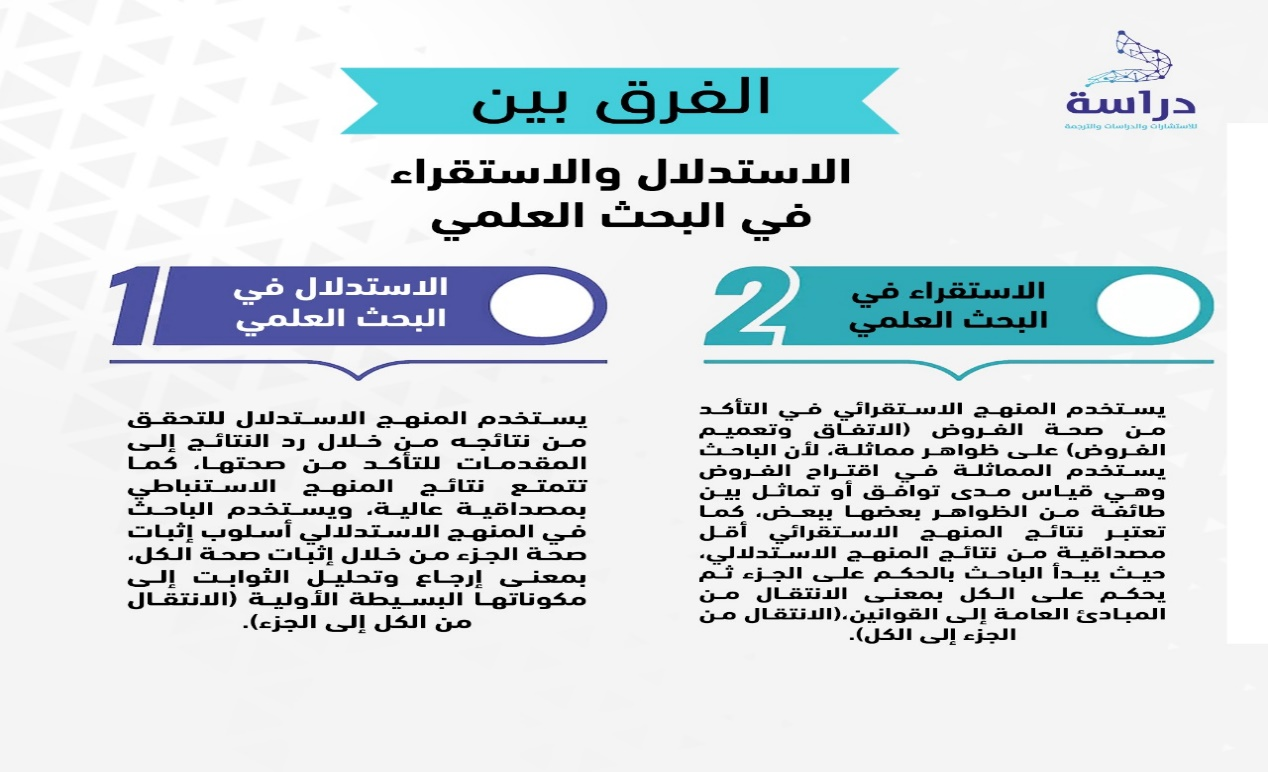 دراسة
للاستشارات والدراسات والترجمة
الفرق بين
الاستدلال والاستقراء
في البحث العلمي
1
الاستدلال في
البحث العلمي
يستخدم المنهج الاستدلال للتحقق
من نتائجه من خلال رد النتائج إلى
المقدمات للتأكد من صحتها، كما
تتمتع نتائج المنهج الاستنباطي
بمصداقية عالية، ويستخدم الباحث
في المنهج الاستدلالي أسلوب إثبات
صحة الجزء من خلال إثبات صحة الكل،
بمعنى إرجاع وتحليل الثوابت إلى
مكوناتها البسيطة الأولية (الانتقال
من الكل إلى الجزء).
2
الاستقراء في
البحث العلمي
يستخدم المنهج الاستقرائي في التأكد
من صحة الفروض (الاتفاق وتعميم
الفروض) على ظواهر مماثلة، لأن الباحث
يستخدم المماثلة في اقتراح الفروض
وهي قياس مدى توافق أو تماثل بين
طائفة من الظواهر بعضها ببعض، كما
تعتبر نتائج المنهج الاستقرائي أقل
مصداقية من نتائج المنهج الاستدلالي،
حيث يبدأ الباحث بالحكم على الجزء ثم
يحكم على الكل بمعنى الانتقال من
المبادئ العامة إلى القوانين،(الانتقال من
الجزء إلى الكل).